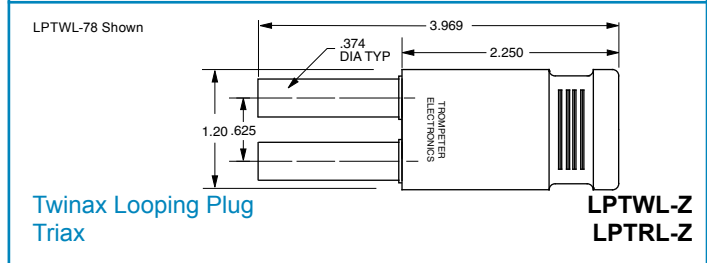 LPTWL-78 Shown
3.969
.374
DIA TYP
2.250
1.20 .625
TROMPETER
ELECTRONICS
Twinax Looping Plug
LPTWL-Z
Triax
LPTRL-Z